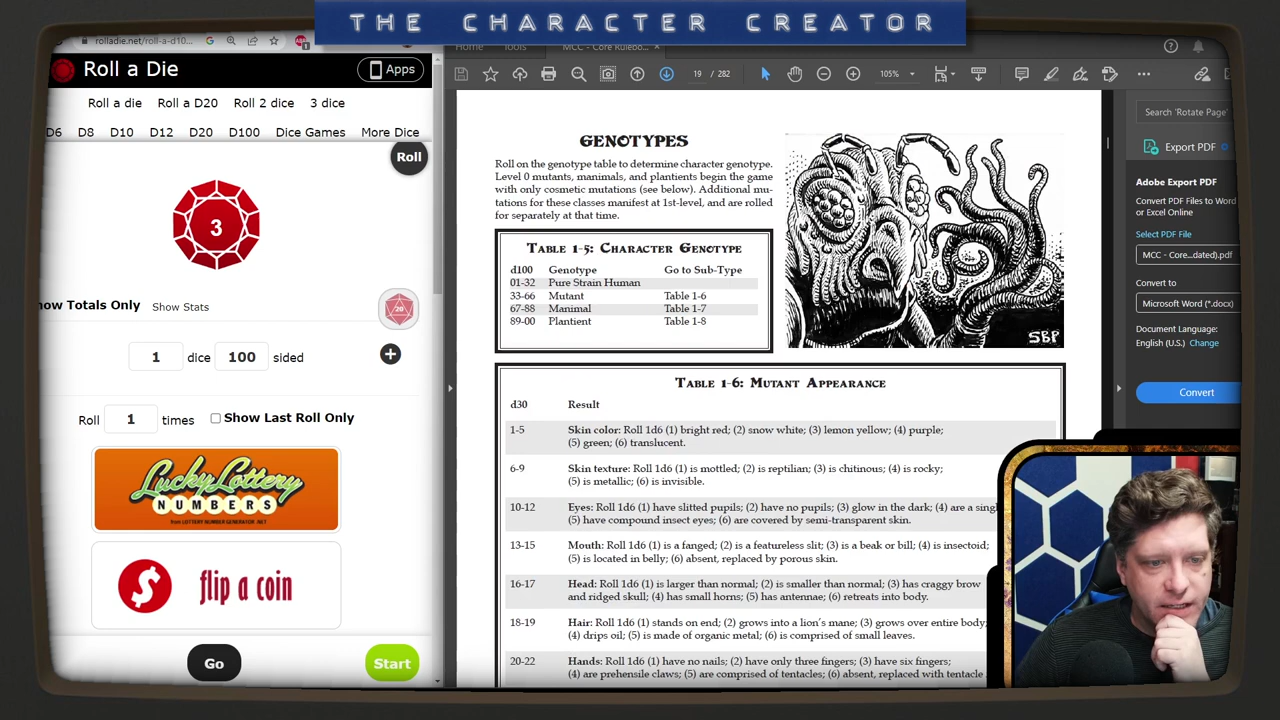 THE CHARACTER CREATOR
rolladie.net/roll-a-d10...
Home Tools MCC - Core Rulebo... ×
Roll a Die
Apps
19 / 282
105%
Roll a die Roll a D20 Roll 2 dice 3 dice
D6 D8 D10 D12 D20 D100 Dice Games More Dice
Roll
3
how Totals Only Show Stats
20
1 dice 100 sided
Roll 1 times Show Last Roll Only
Lucky Lottery
NUMBERS
from LOTTERY NUMBER GENERATOR .NET
$ flip a coin
Go Start
GENOTYPES
Roll on the genotype table to determine character genotype.
Level 0 mutants, manimals, and plantients begin the game
with only cosmetic mutations (see below). Additional mu-
tations for these classes manifest at 1st-level, and are rolled
for separately at that time.
SBP
Table 1-5: Character Genotype
d100 Genotype Go to Sub-Type
01-32 Pure Strain Human
33-66 Mutant Table 1-6
67-88 Manimal Table 1-7
89-00 Plantient Table 1-8
Table 1-6: Mutant Appearance
d30 Result
1-5 Skin color: Roll 1d6 (1) bright red; (2) snow white; (3) lemon yellow; (4) purple;
(5) green; (6) translucent.
6-9 Skin texture: Roll 1d6 (1) is mottled; (2) is reptilian; (3) is chitinous; (4) is rocky;
(5) is metallic; (6) is invisible.
10-12 Eyes: Roll 1d6 (1) have slitted pupils; (2) have no pupils; (3) glow in the dark; (4) are a singl
(5) have compound insect eyes; (6) are covered by semi-transparent skin.
13-15 Mouth: Roll 1d6 (1) is a fanged; (2) is a featureless slit; (3) is a beak or bill; (4) is insectoid;
(5) is located in belly; (6) absent, replaced by porous skin.
16-17 Head: Roll 1d6 (1) is larger than normal; (2) is smaller than normal; (3) has craggy brow
and ridged skull; (4) has small horns; (5) has antennae; (6) retreats into body.
18-19 Hair: Roll 1d6 (1) stands on end; (2) grows into a lion's mane; (3) grows over entire body;
(4) drips oil; (5) is made of organic metal; (6) is comprised of small leaves.
20-22 Hands: Roll 1d6 (1) have no nails; (2) have only three fingers; (3) have six fingers;
(4) are prehensile claws; (5) are comprised of tentacles; (6) absent, replaced with tentacle
Search 'Rotate Page'
Export PDF
Adobe Export PDF
Convert PDF Files to Word
or Excel Online
Select PDF File
MCC - Core...dated).pdf
Convert to
Microsoft Word (*.docx)
Document Language:
English (U.S.) Change
Convert